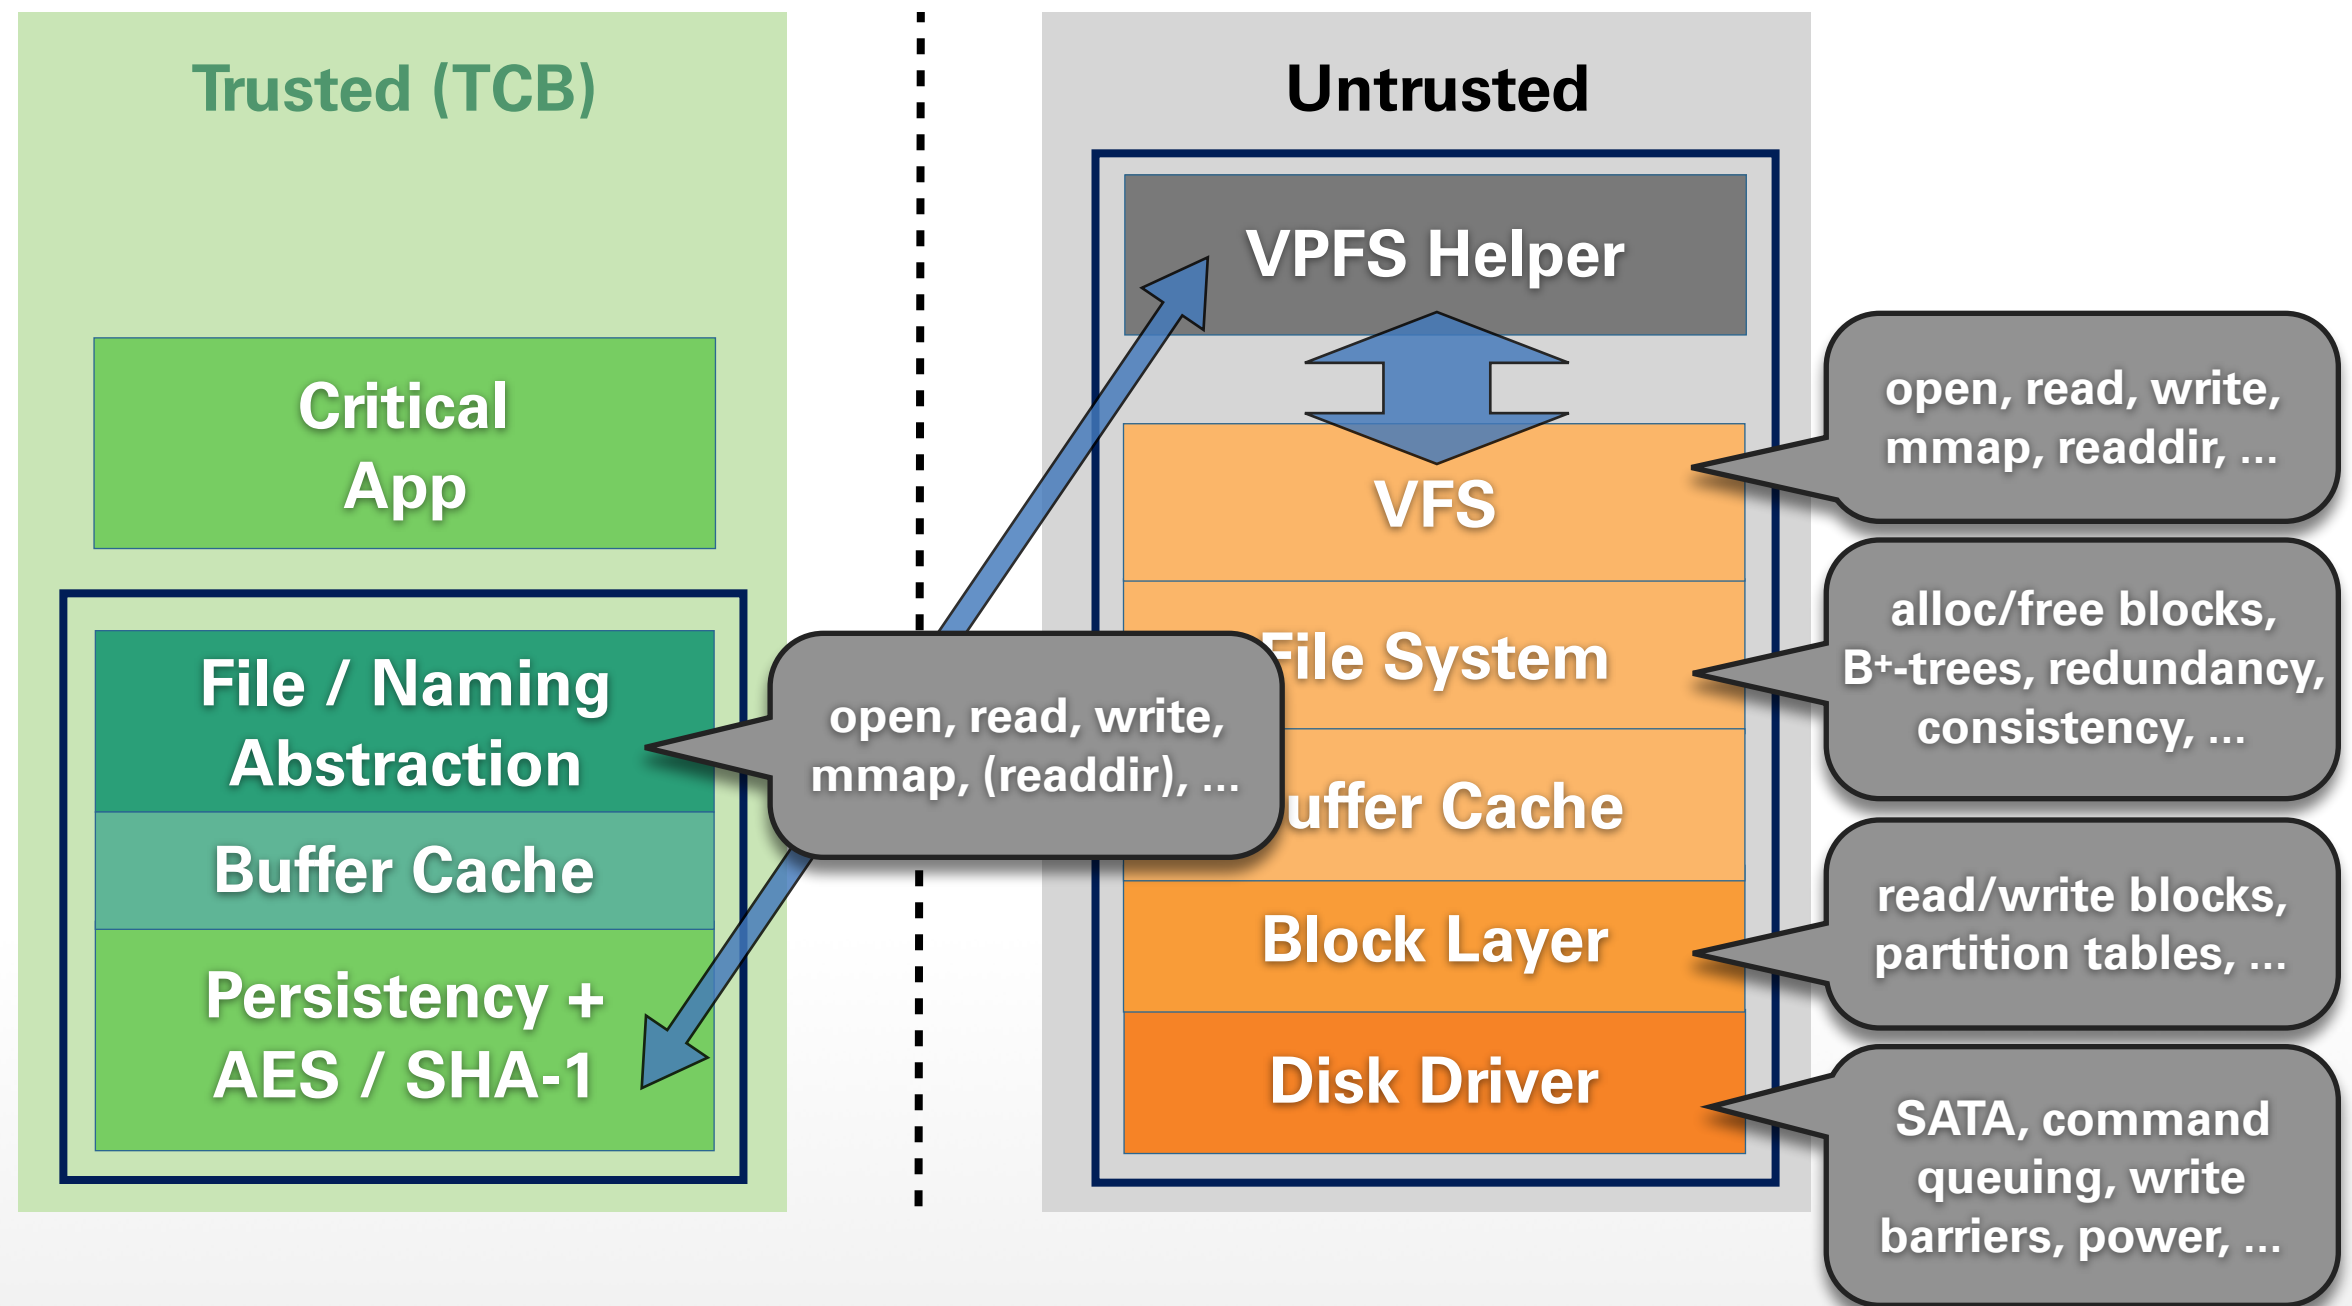 Trusted (TCB)
Critical
App
File / Naming
Abstraction
Buffer Cache
Persistency +
AES / SHA-1
open, read, write,
mmap, (readdir), ...
Untrusted
VPFS Helper
VFS
File System
uffer Cache
Block Layer
Disk Driver
open, read, write,
mmap, readdir, ...
alloc/free blocks,
B⁺-trees, redundancy,
consistency, ...
read/write blocks,
partition tables, ...
SATA, command
queuing, write
barriers, power, ...